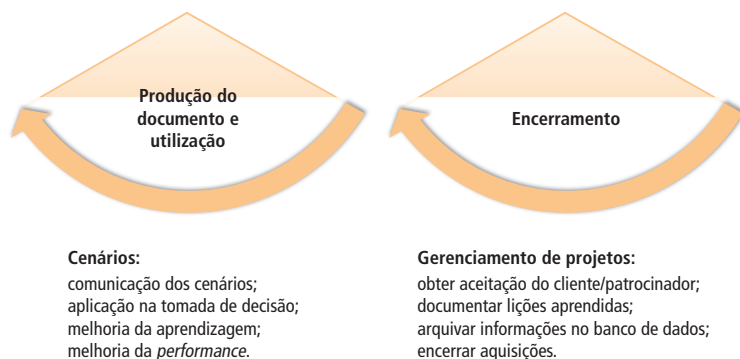 Produção do
documento e
utilização
Encerramento
Cenários:
comunicação dos cenários;
aplicação na tomada de decisão;
melhoria da aprendizagem;
melhoria da performance.
Gerenciamento de projetos:
obter aceitação do cliente/patrocinador;
documentar lições aprendidas;
arquivar informações no banco de dados;
encerrar aquisições.